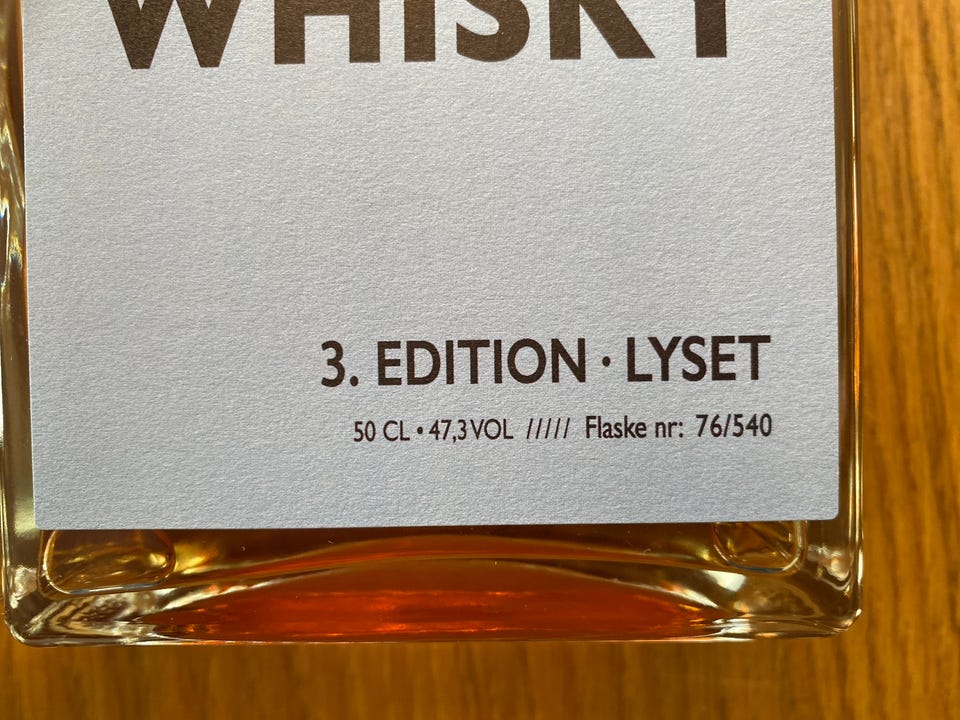 WHISKY
3. EDITION · LYSET
50 CL • 47,3 VOL ///// Flaske nr: 76/540